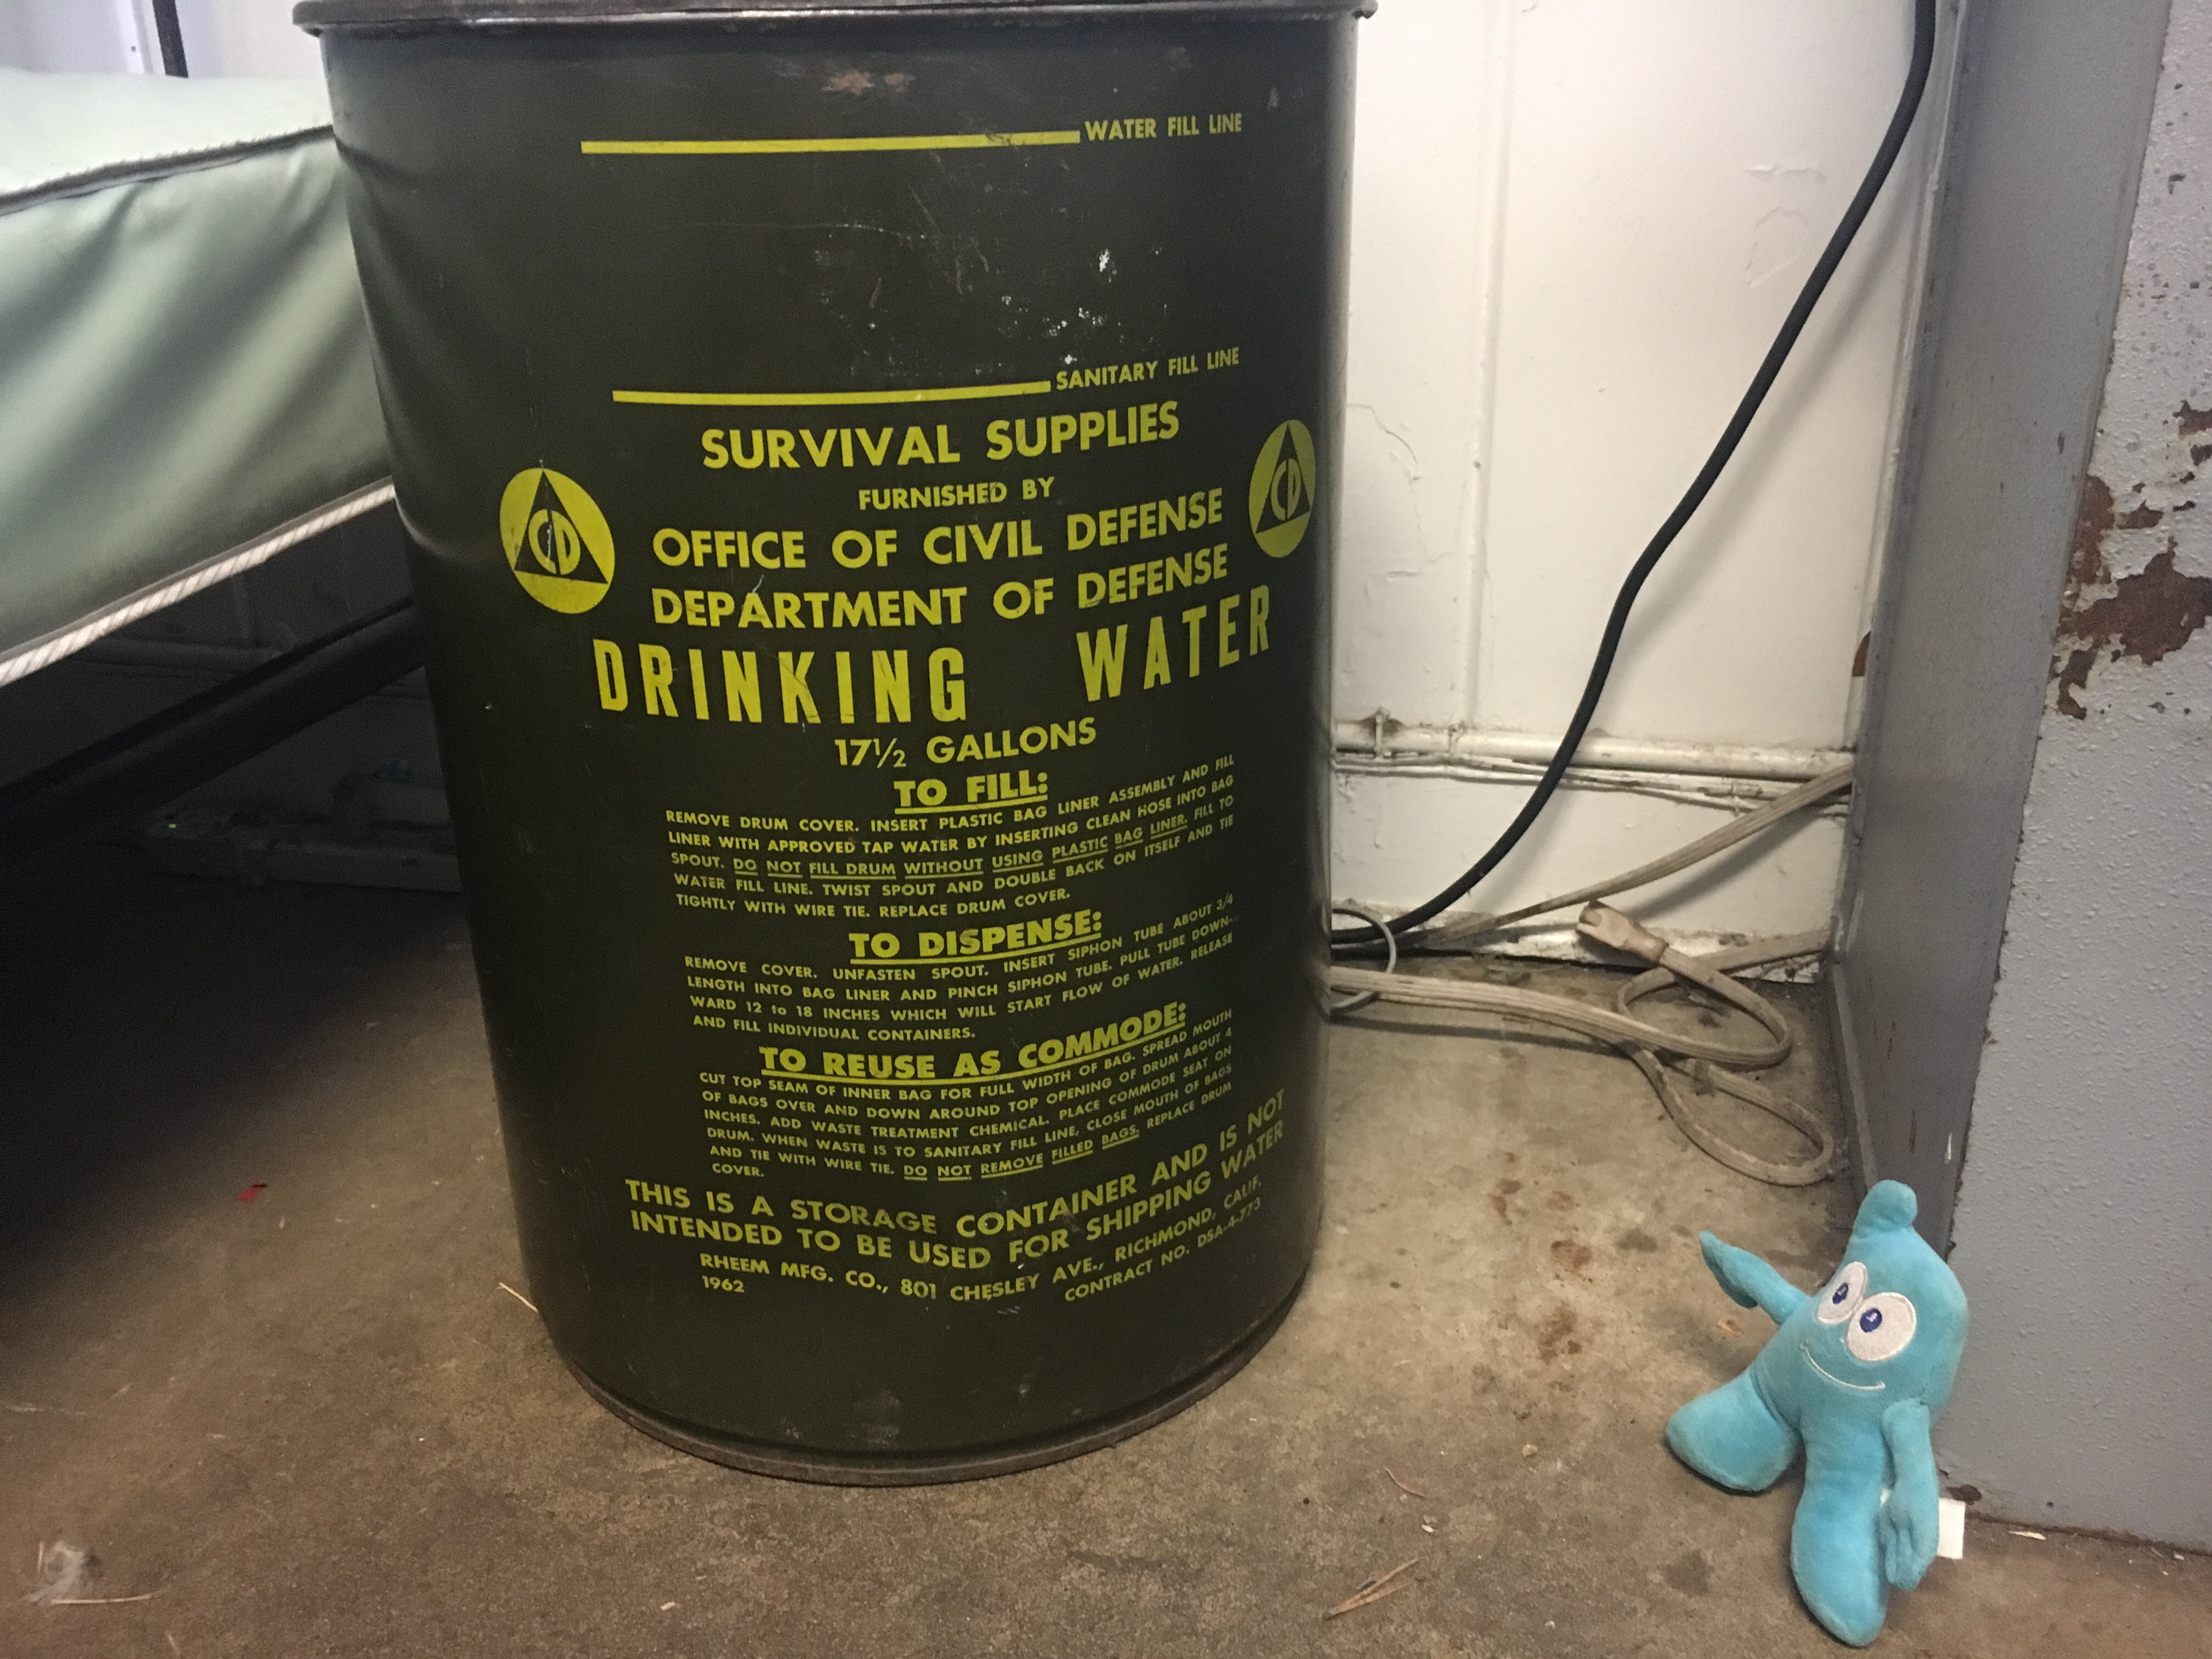 WATER FILL LINE
SANITARY FILL LINE
SURVIVAL SUPPLIES
FURNISHED BY
CD
CD
OFFICE OF CIVIL DEFENSE
DEPARTMENT OF DEFENSE
DRINKING WATER
17½ GALLONS
TO FILL:
REMOVE DRUM COVER. INSERT PLASTIC BAG LINER ASSEMBLY AND FILL
LINER WITH APPROVED TAP WATER BY INSERTING CLEAN HOSE INTO BAG
SPOUT. DO NOT FILL DRUM WITHOUT USING PLASTIC BAG LINER. FILL TO
WATER FILL LINE. TWIST SPOUT AND DOUBLE BACK ON ITSELF AND TIE
TIGHTLY WITH WIRE TIE. REPLACE DRUM COVER.
TO DISPENSE:
REMOVE COVER. UNFASTEN SPOUT. INSERT SIPHON TUBE ABOUT 3/4
LENGTH INTO BAG LINER AND PINCH SIPHON TUBE. PULL TUBE DOWN-
WARD 12 to 18 INCHES WHICH WILL START FLOW OF WATER. RELEASE
AND FILL INDIVIDUAL CONTAINERS.
TO REUSE AS COMMODE:
CUT TOP SEAM OF INNER BAG FOR FULL WIDTH OF BAG. SPREAD MOUTH
OF BAGS OVER AND DOWN AROUND TOP OPENING OF DRUM ABOUT 4
INCHES. ADD WASTE TREATMENT CHEMICAL. PLACE COMMODE SEAT ON
DRUM. WHEN WASTE IS TO SANITARY FILL LINE, CLOSE MOUTH OF BAGS
AND TIE WITH WIRE TIE. DO NOT REMOVE FILLED BAGS. REPLACE DRUM
COVER.
THIS IS A STORAGE CONTAINER AND IS NOT
INTENDED TO BE USED FOR SHIPPING WATER
RHEEM MFG. CO., 801 CHESLEY AVE., RICHMOND, CALIF.
1962 CONTRACT NO. DSA-4-773